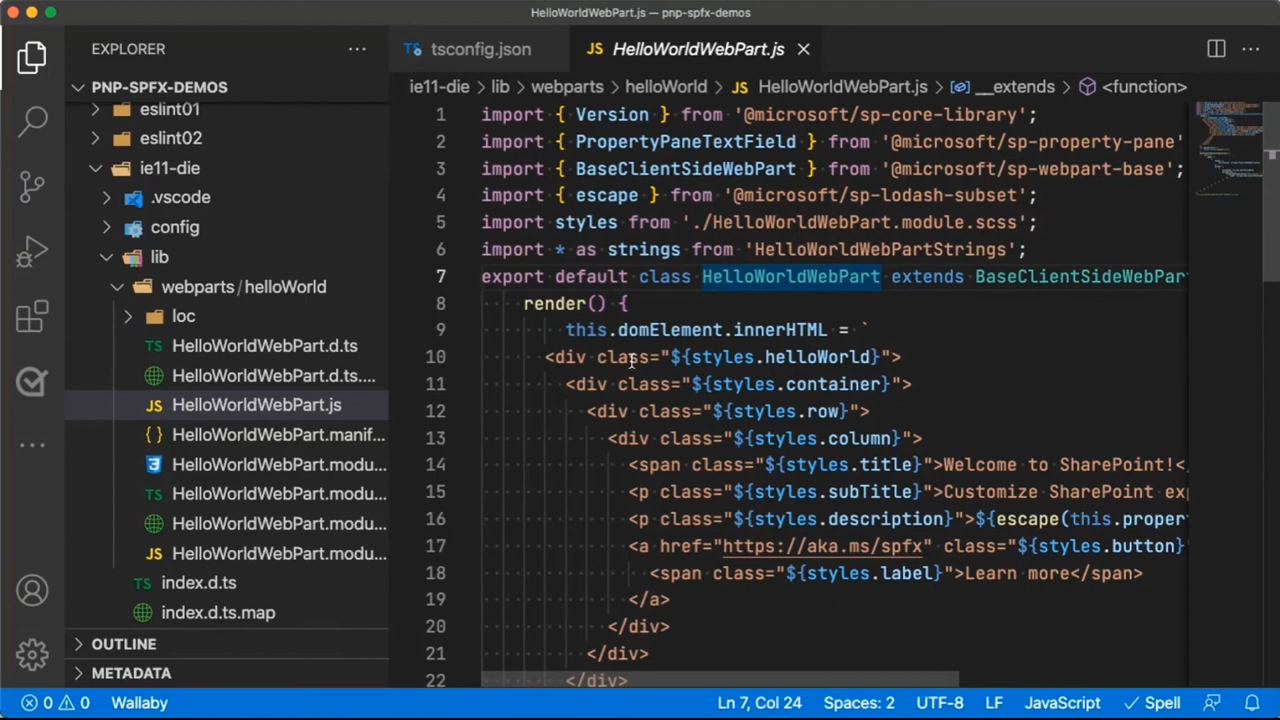 HelloWorldWebPart.js — pnp-spfx-demos
EXPLORER
PNP-SPFX-DEMOS
eslint01
eslint02
ie11-die
.vscode
config
lib
webparts/helloWorld
loc
TS HelloWorldWebPart.d.ts
HelloWorldWebPart.d.ts....
JS HelloWorldWebPart.js
{} HelloWorldWebPart.manif...
HelloWorldWebPart.modu...
TS HelloWorldWebPart.modu...
HelloWorldWebPart.modu...
JS HelloWorldWebPart.modu...
TS index.d.ts
index.d.ts.map
OUTLINE
METADATA
TS tsconfig.json
JS HelloWorldWebPart.js
ie11-die > lib > webparts > helloWorld > JS HelloWorldWebPart.js > __extends > <function>
1 import { Version } from '@microsoft/sp-core-library';
2 import { PropertyPaneTextField } from '@microsoft/sp-property-pane'
3 import { BaseClientSideWebPart } from '@microsoft/sp-webpart-base';
4 import { escape } from '@microsoft/sp-lodash-subset';
5 import styles from './HelloWorldWebPart.module.scss';
6 import * as strings from 'HelloWorldWebPartStrings';
7 export default class HelloWorldWebPart extends BaseClientSideWebPar
8 render() {
9 this.domElement.innerHTML = `
10 <div class="${styles.helloWorld}">
11 <div class="${styles.container}">
12 <div class="${styles.row}">
13 <div class="${styles.column}">
14 <span class="${styles.title}">Welcome to SharePoint!</
15 <p class="${styles.subTitle}">Customize SharePoint exp
16 <p class="${styles.description}">${escape(this.proper
17 <a href="https://aka.ms/spfx" class="${styles.button}"
18 <span class="${styles.label}">Learn more</span>
19 </a>
20 </div>
21 </div>
22 </div>
0 0 Wallaby
Ln 7, Col 24 Spaces: 2 UTF-8 LF JavaScript Spell